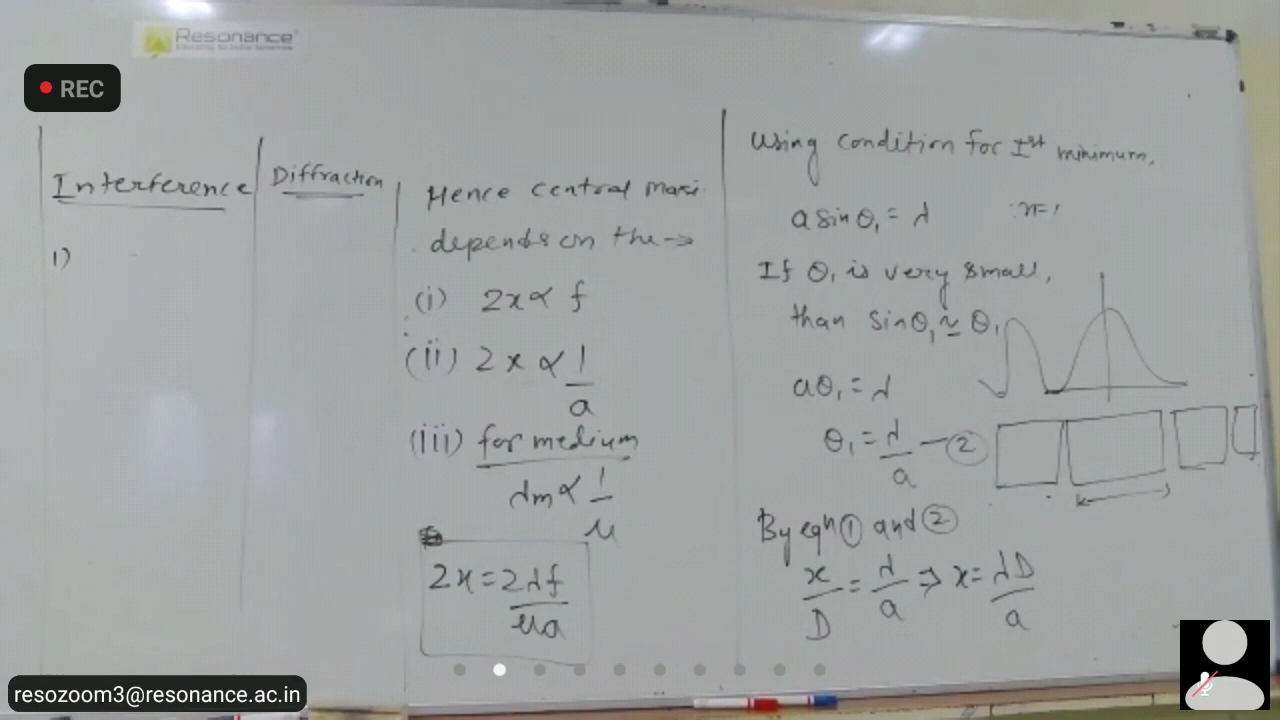 Resonance
REC
Interference
1)
Diffraction
Hence central maxi.
depends on the →
(i) 2x ∝ f
(ii) 2x ∝ 1/a
(iii) for medium
λm ∝ 1/μ
2x = 2λf/μa
Using condition for Ist minimum,
a sin θ₁ = λ
If θ₁ is very small,
than sin θ₁ ≃ θ₁
aθ₁ = λ
θ₁ = λ/a — ②
By eqn ① and ②
x/D = λ/a ⇒ x = λD/a
resozoom3@resonance.ac.in